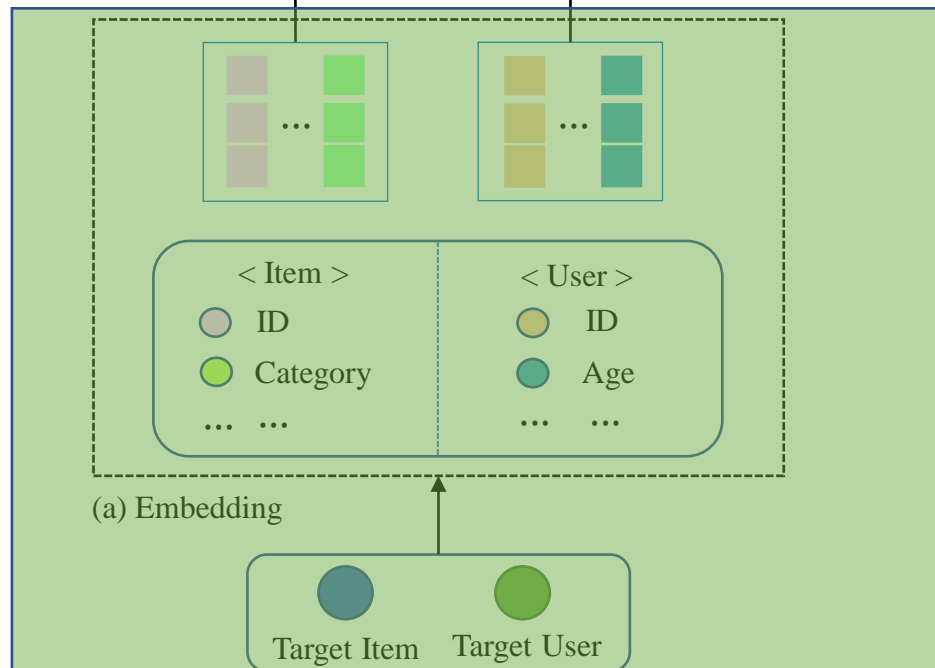 ...
...
< Item >
< User >
ID
ID
Category
Age
... ...
... ...
(a) Embedding
Target Item
Target User